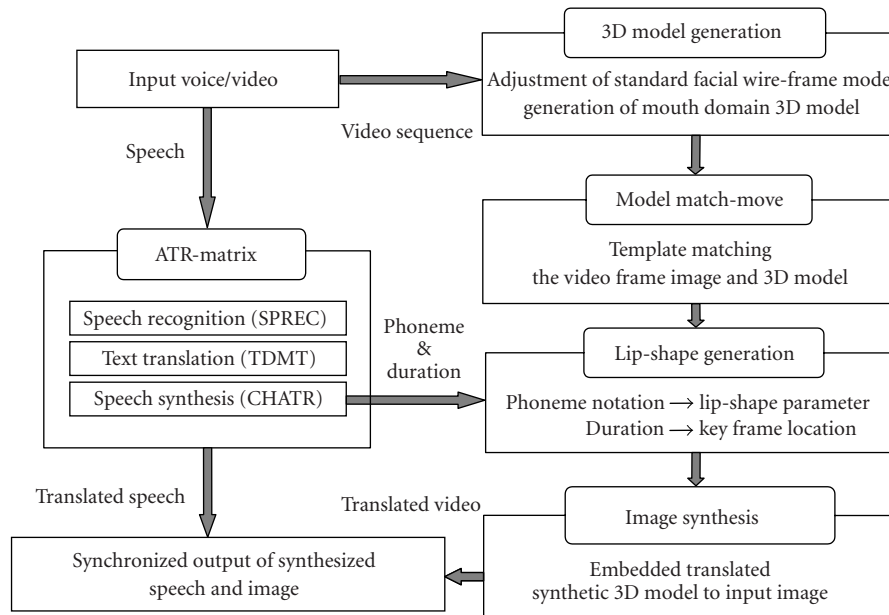 3D model generation
Input voice/video
Adjustment of standard facial wire-frame mode
generation of mouth domain 3D model
Video sequence
Speech
Model match-move
ATR-matrix
Template matching
the video frame image and 3D model
Speech recognition (SPREC)
Text translation (TDMT)
Speech synthesis (CHATR)
Phoneme
&
duration
Lip-shape generation
Phoneme notation → lip-shape parameter
Duration → key frame location
Translated speech
Translated video
Image synthesis
Synchronized output of synthesized
speech and image
Embedded translated
synthetic 3D model to input image